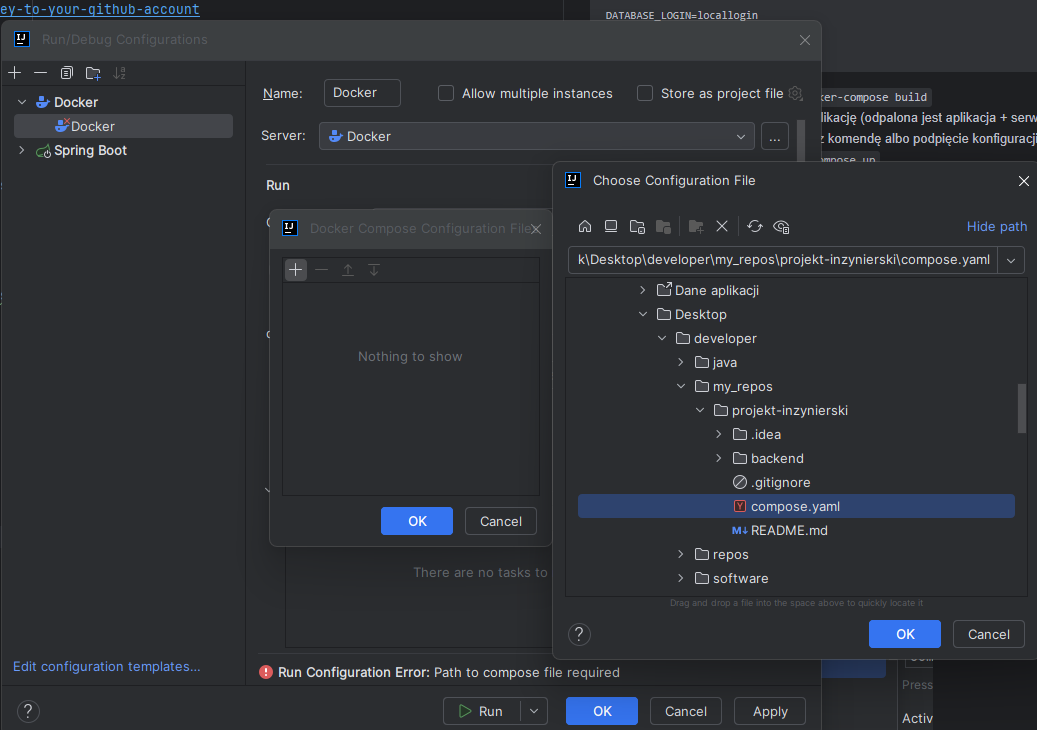 ey-to-your-github-account
DATABASE_LOGIN=locallogin
Run/Debug Configurations
Docker
Docker
Spring Boot
Edit configuration templates...
Name: Docker
Allow multiple instances
Store as project file
Server: Docker
...
Run
ker-compose build
likację (odpalona jest aplikacja + serw
z komendę albo podpięcie konfiguracji
ompose up
Docker Compose Configuration File
Nothing to show
OK
Cancel
There are no tasks to
Run Configuration Error: Path to compose file required
Run
OK
Cancel
Apply
?
Choose Configuration File
Hide path
k\Desktop\developer\my_repos\projekt-inzynierski\compose.yaml
Dane aplikacji
Desktop
developer
java
my_repos
projekt-inzynierski
.idea
backend
.gitignore
compose.yaml
README.md
repos
software
Drag and drop a file into the space above to quickly locate it
?
OK
Cancel
Press
Activ